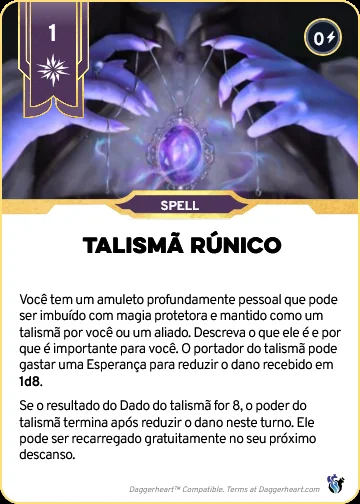 1
0
SPELL
TALISMÃ RÚNICO
Você tem um amuleto profundamente pessoal que pode
ser imbuído com magia protetora e mantido como um
talismã por você ou um aliado. Descreva o que ele é e por
que é importante para você. O portador do talismã pode
gastar uma Esperança para reduzir o dano recebido em
1d8.
Se o resultado do Dado do talismã for 8, o poder do
talismã termina após reduzir o dano neste turno. Ele
pode ser recarregado gratuitamente no seu próximo
descanso.
Daggerheart™ Compatible. Terms at Daggerheart.com